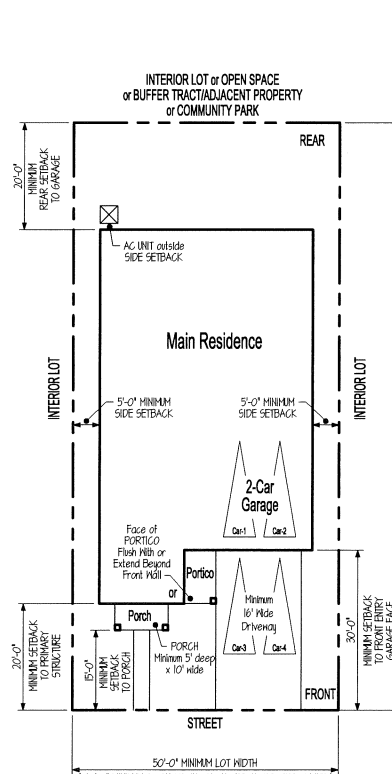 INTERIOR LOT or OPEN SPACE
or BUFFER TRACT/ADJACENT PROPERTY
or COMMUNITY PARK
REAR
20'-0"
MINIMUM
REAR SETBACK
TO GARAGE
AC UNIT outside
SIDE SETBACK
Main Residence
INTERIOR LOT
INTERIOR LOT
5'-0" MINIMUM
SIDE SETBACK
5'-0" MINIMUM
SIDE SETBACK
2-Car
Garage
Car-1
Car-2
Face of
PORTICO
Flush With or
Extend Beyond
Front Wall
Portico
or
Porch
Minimum
16' Wide
Driveway
Car-3
Car-4
PORCH
Minimum 5' deep
x 10' wide
20'-0"
MINIMUM SETBACK
TO PRIMARY
STRUCTURE
15'-0"
MINIMUM
SETBACK
TO PORCH
30'-0"
MINIMUM SETBACK
TO FRONT ENTRY
GARAGE FACE
FRONT
STREET
50'-0" MINIMUM LOT WIDTH